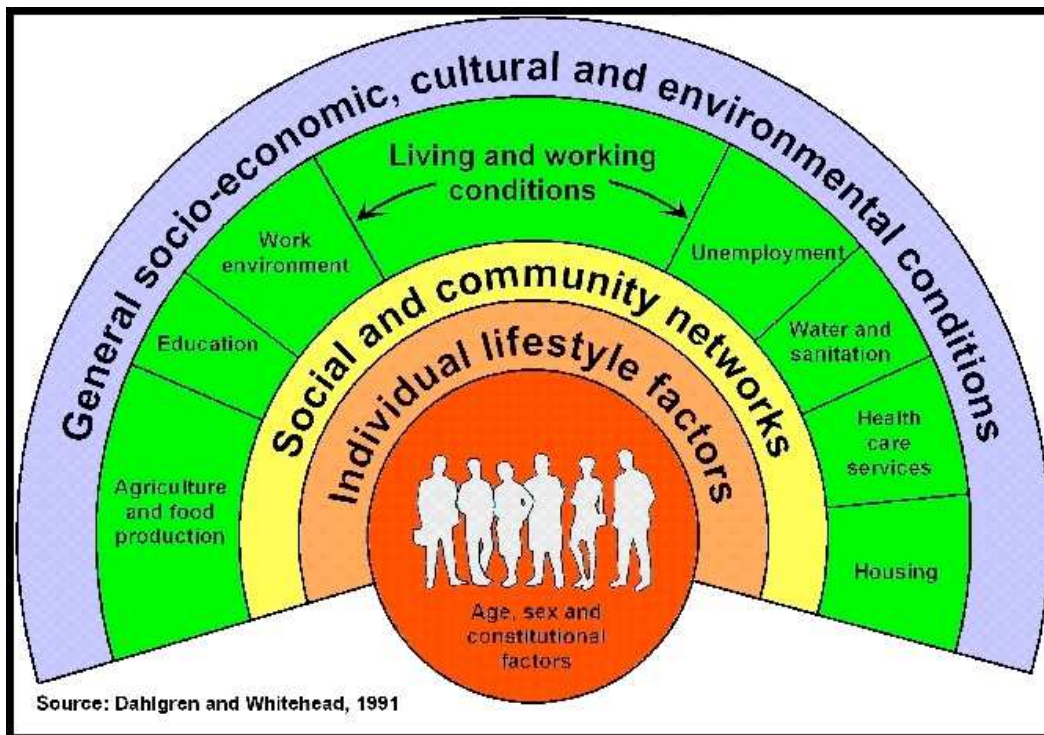 General socio-economic, cultural and environmental conditions
Living and working
conditions
Work
environment
Unemployment
Education
Water and
sanitation
Agriculture
and food
production
Health
care
services
Housing
Social and community networks
Individual lifestyle factors
Age, sex and
constitutional
factors
Source: Dahlgren and Whitehead, 1991